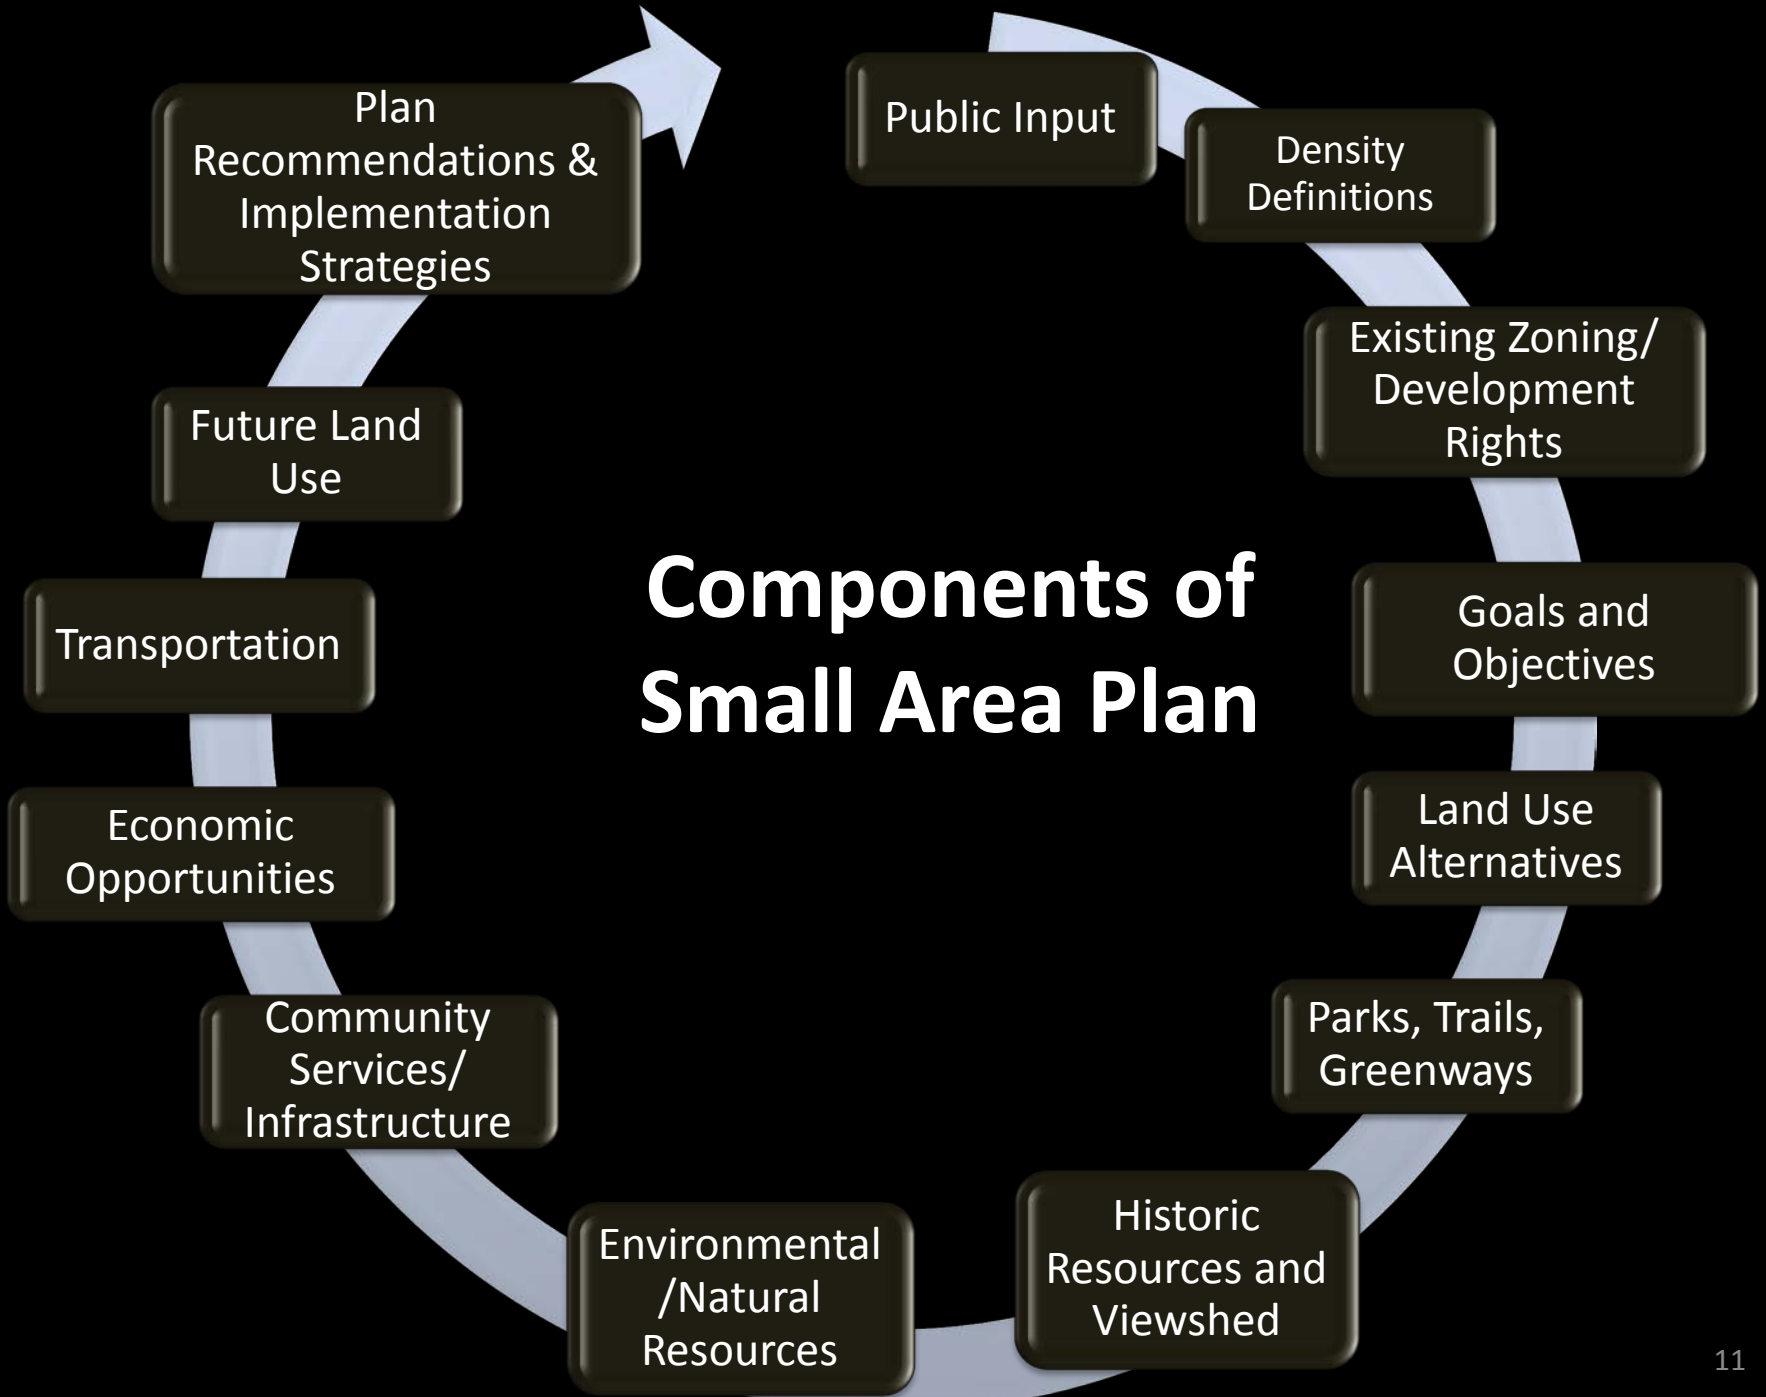 Components of
Small Area Plan
Public Input
Density
Definitions
Existing Zoning/
Development
Rights
Goals and
Objectives
Land Use
Alternatives
Parks, Trails,
Greenways
Historic
Resources and
Viewshed
Environmental
/Natural
Resources
Community
Services/
Infrastructure
Economic
Opportunities
Transportation
Future Land
Use
Plan
Recommendations &
Implementation
Strategies
11